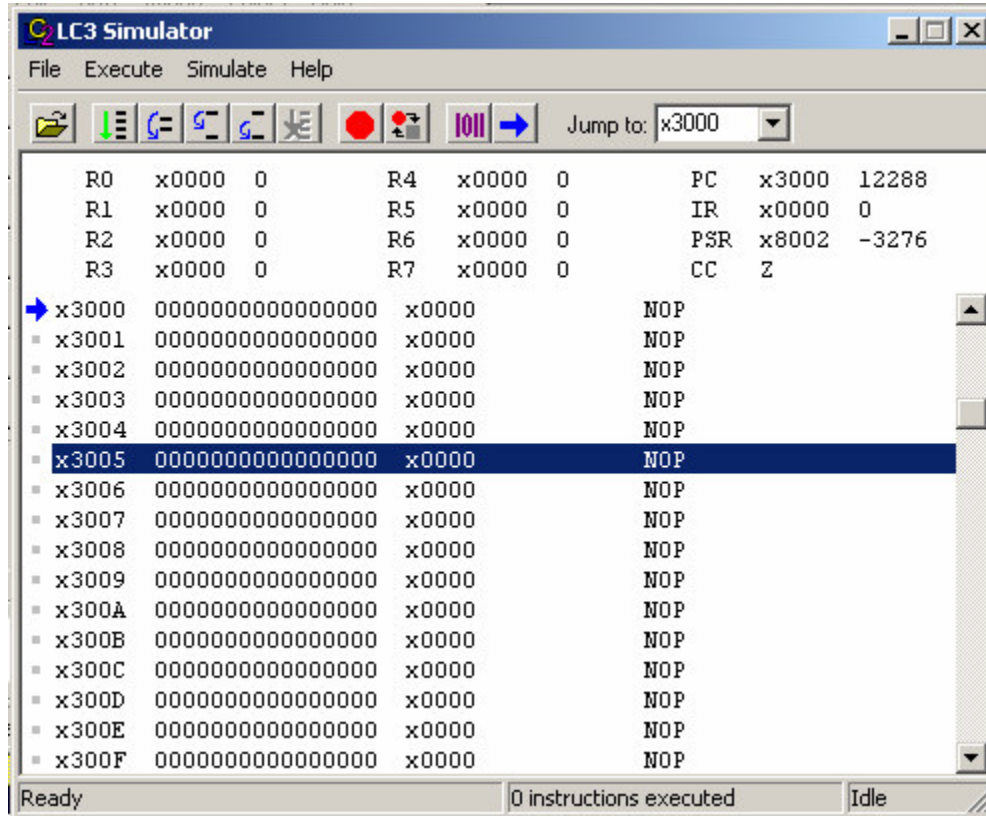 LC3 Simulator
File Execute Simulate Help
Jump to: x3000
R0 x0000 0 R4 x0000 0 PC x3000 12288
R1 x0000 0 R5 x0000 0 IR x0000 0
R2 x0000 0 R6 x0000 0 PSR x8002 -3276
R3 x0000 0 R7 x0000 0 CC Z
x3000 0000000000000000 x0000 NOP
x3001 0000000000000000 x0000 NOP
x3002 0000000000000000 x0000 NOP
x3003 0000000000000000 x0000 NOP
x3004 0000000000000000 x0000 NOP
x3005 0000000000000000 x0000 NOP
x3006 0000000000000000 x0000 NOP
x3007 0000000000000000 x0000 NOP
x3008 0000000000000000 x0000 NOP
x3009 0000000000000000 x0000 NOP
x300A 0000000000000000 x0000 NOP
x300B 0000000000000000 x0000 NOP
x300C 0000000000000000 x0000 NOP
x300D 0000000000000000 x0000 NOP
x300E 0000000000000000 x0000 NOP
x300F 0000000000000000 x0000 NOP
Ready 0 instructions executed Idle